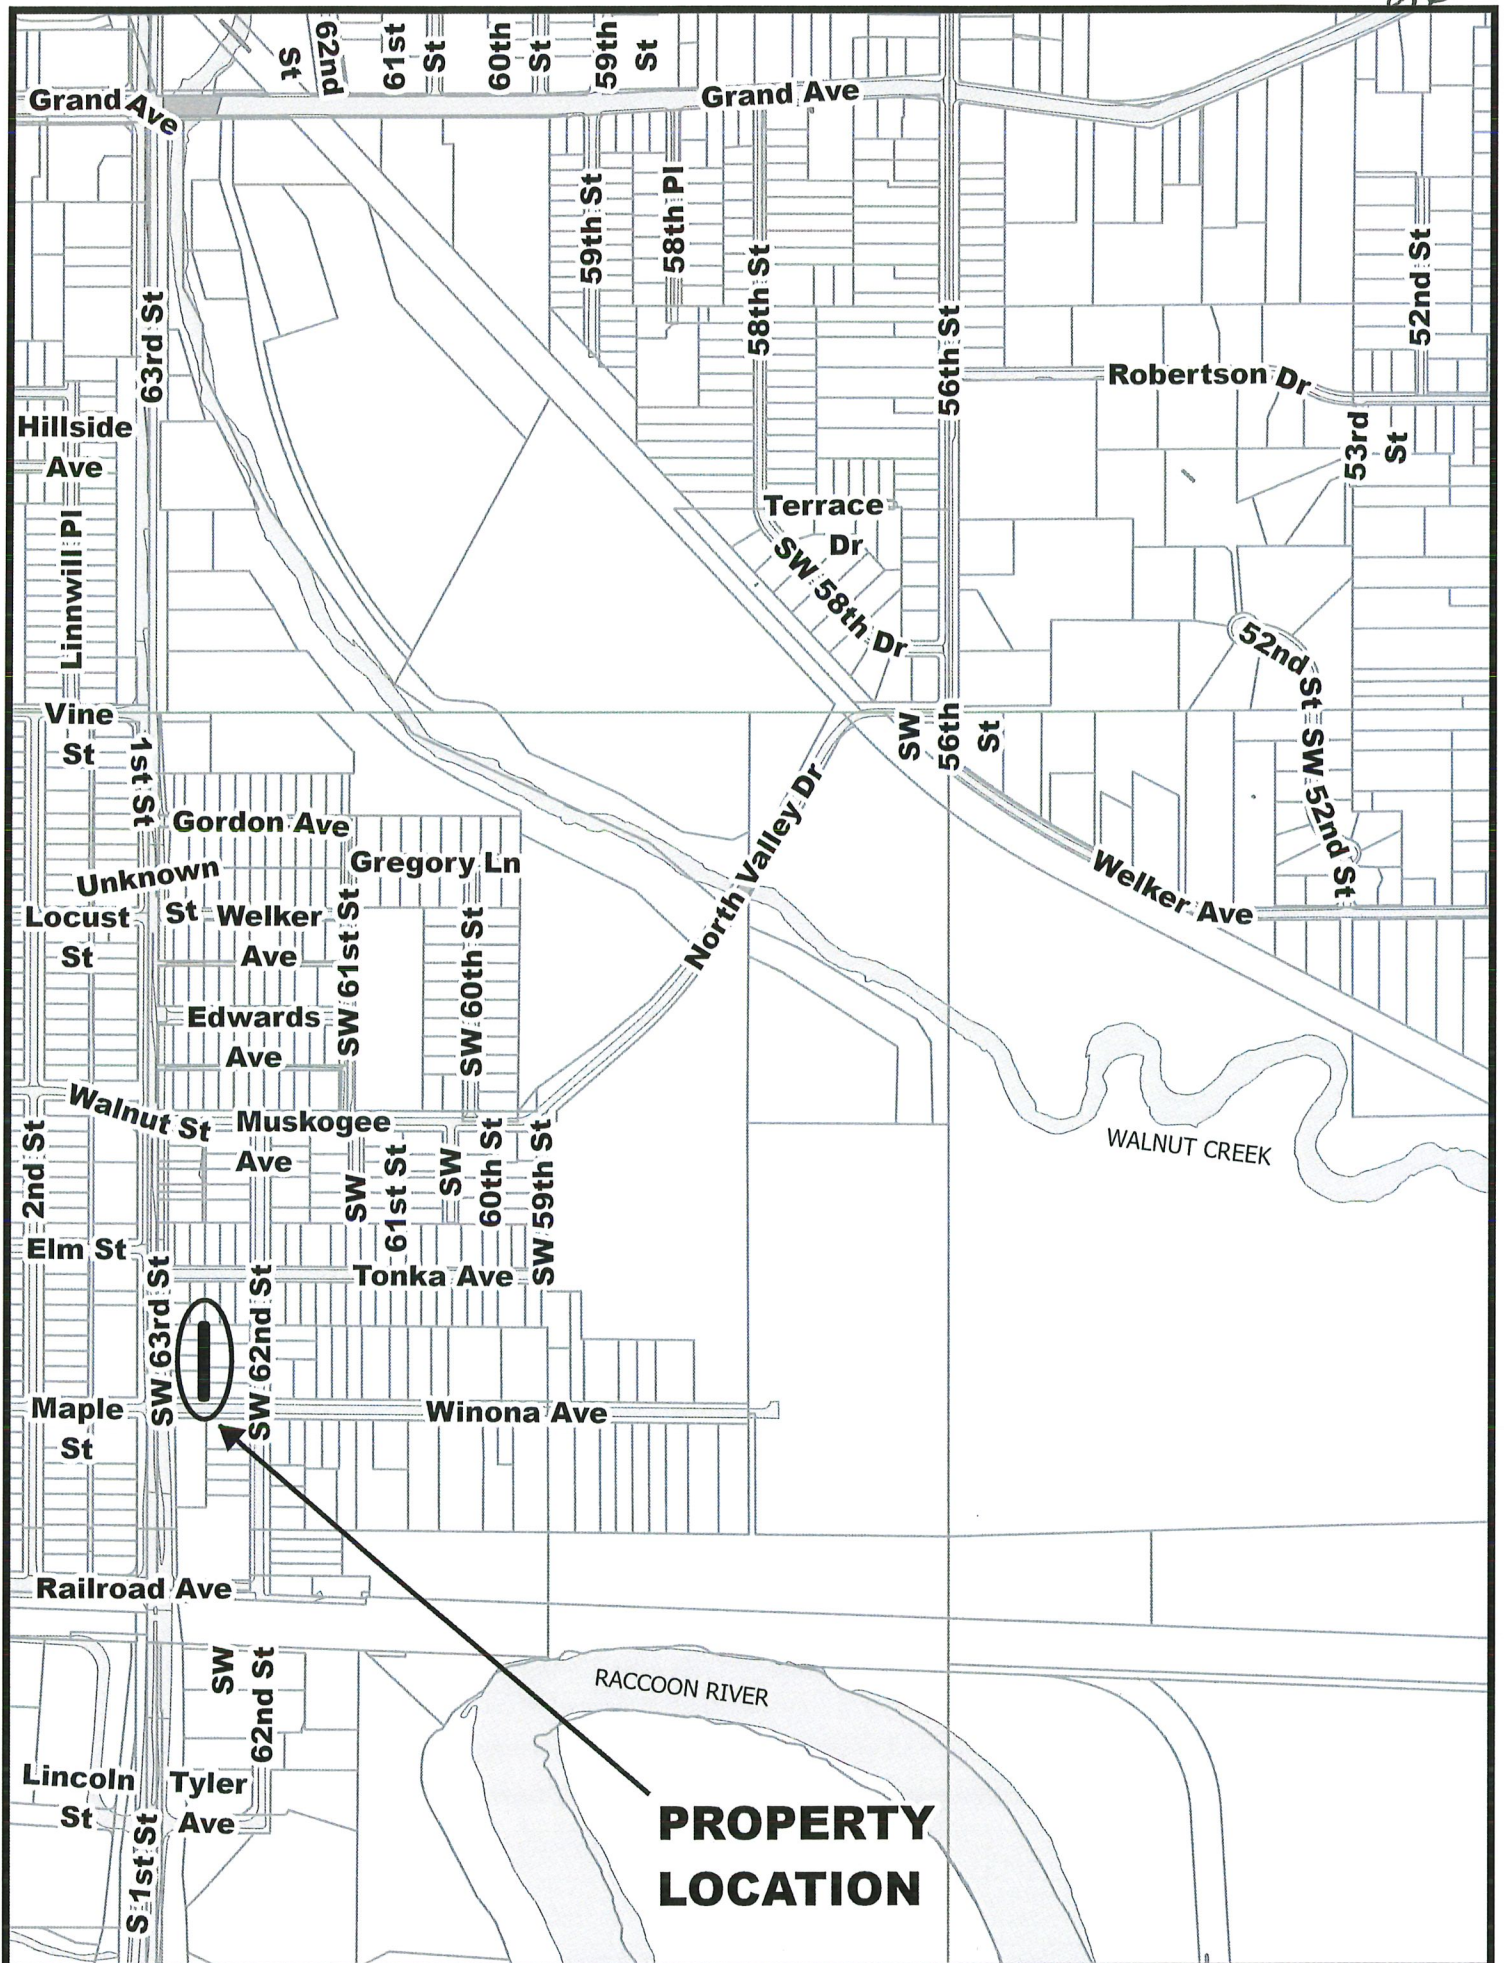 62nd
St
61st
St
60th
St
59th
St
Grand Ave
Grand Ave
63rd St
59th St
58th Pl
58th St
56th St
52nd St
Robertson Dr
53rd
St
Hillside
Ave
Linnwill Pl
Terrace
Dr
SW 58th Dr
52nd St
SW 52nd St
Vine
St
1st St
SW
56th
St
North Valley Dr
Gordon Ave
Gregory Ln
Unknown
St
Locust
St
Welker
Ave
SW 61st St
SW 60th St
Welker Ave
Edwards
Ave
Walnut St
Muskogee
Ave
2nd St
SW
61st St
SW
60th St
SW 59th St
WALNUT CREEK
Elm St
Tonka Ave
SW 63rd St
SW 62nd St
Maple
St
Winona Ave
Railroad Ave
SW
62nd St
RACCOON RIVER
Lincoln
St
Tyler
Ave
S 1st St
PROPERTY
LOCATION